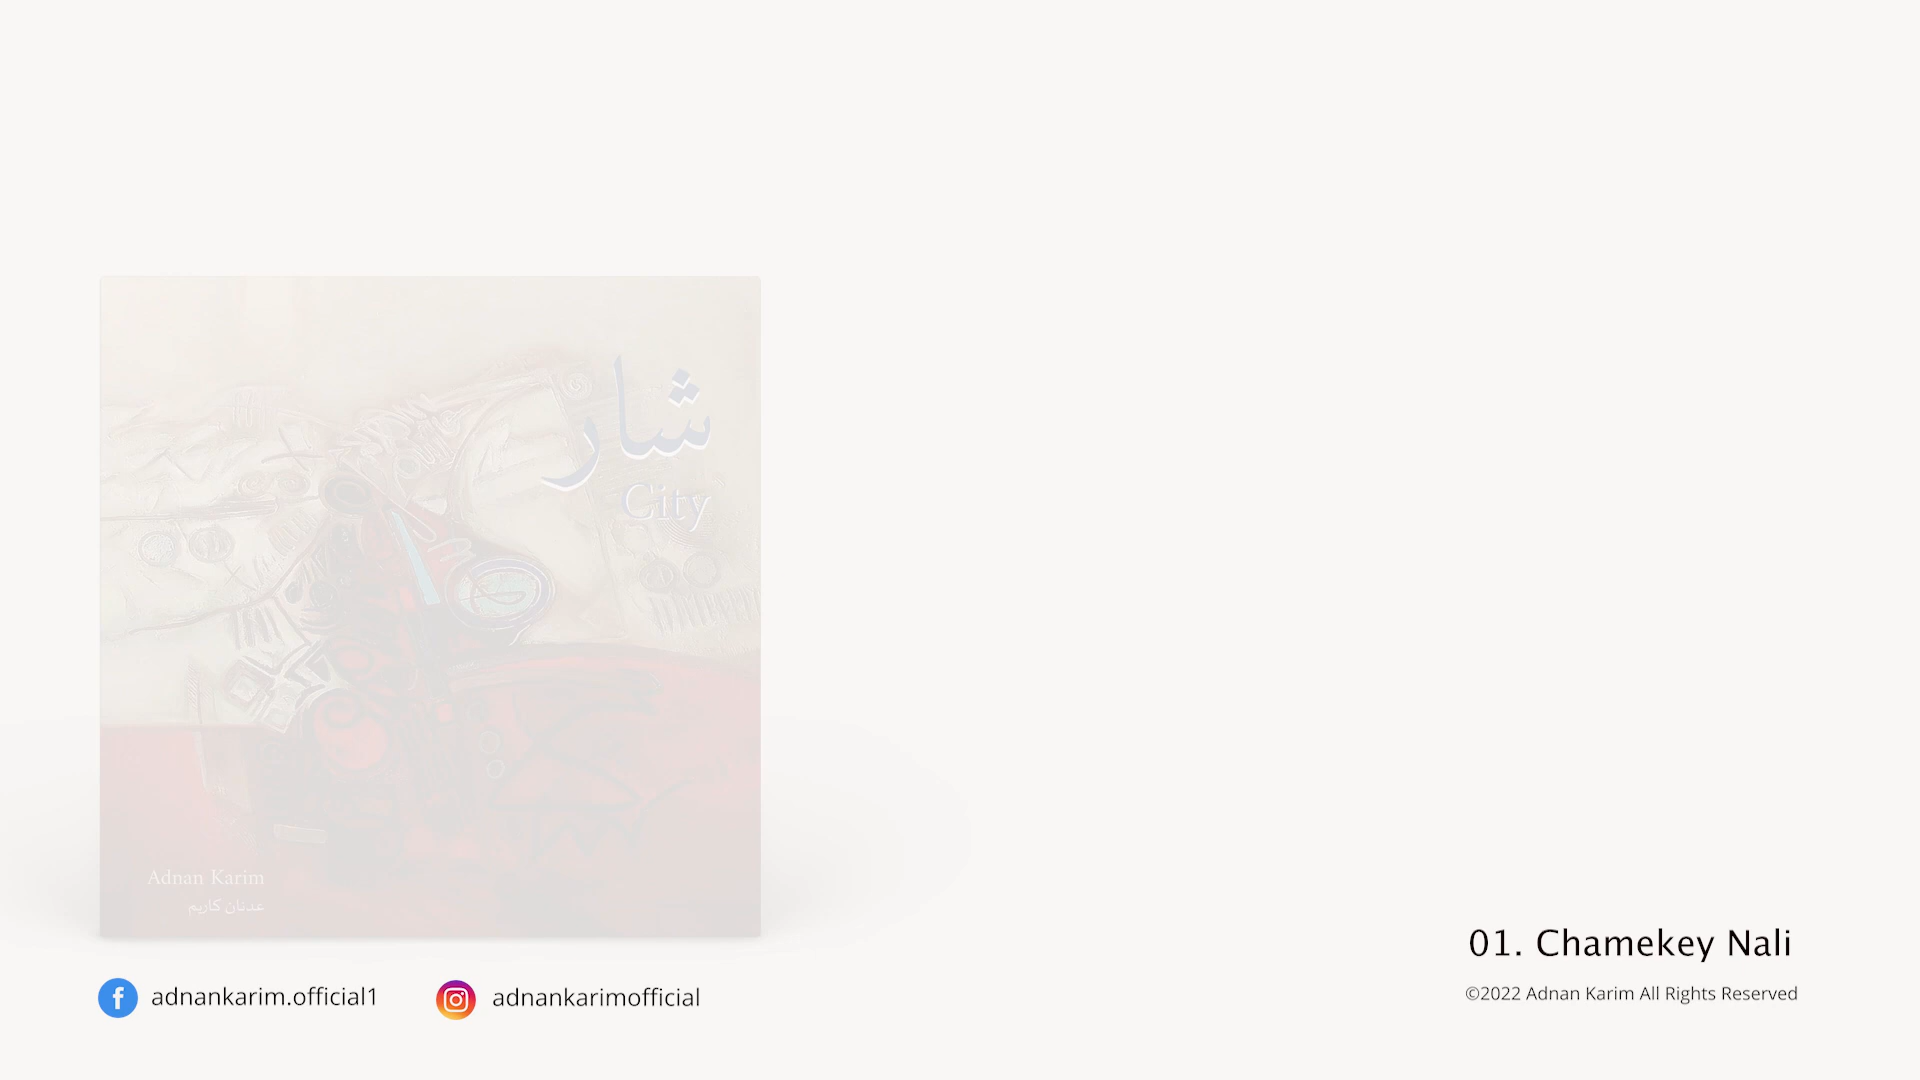 شار
City
Adnan Karim
عدنان کاریم
adnankarim.official1
adnankarimofficial
01. Chamekey Nali
©2022 Adnan Karim All Rights Reserved